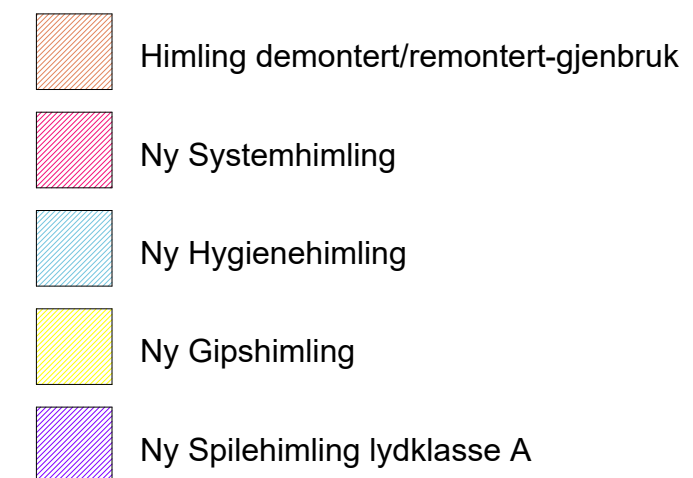 Himling demontert/remontert-gjenbruk
Ny Systemhimling
Ny Hygienehimling
Ny Gipshimling
Ny Spilehimling lydklasse A